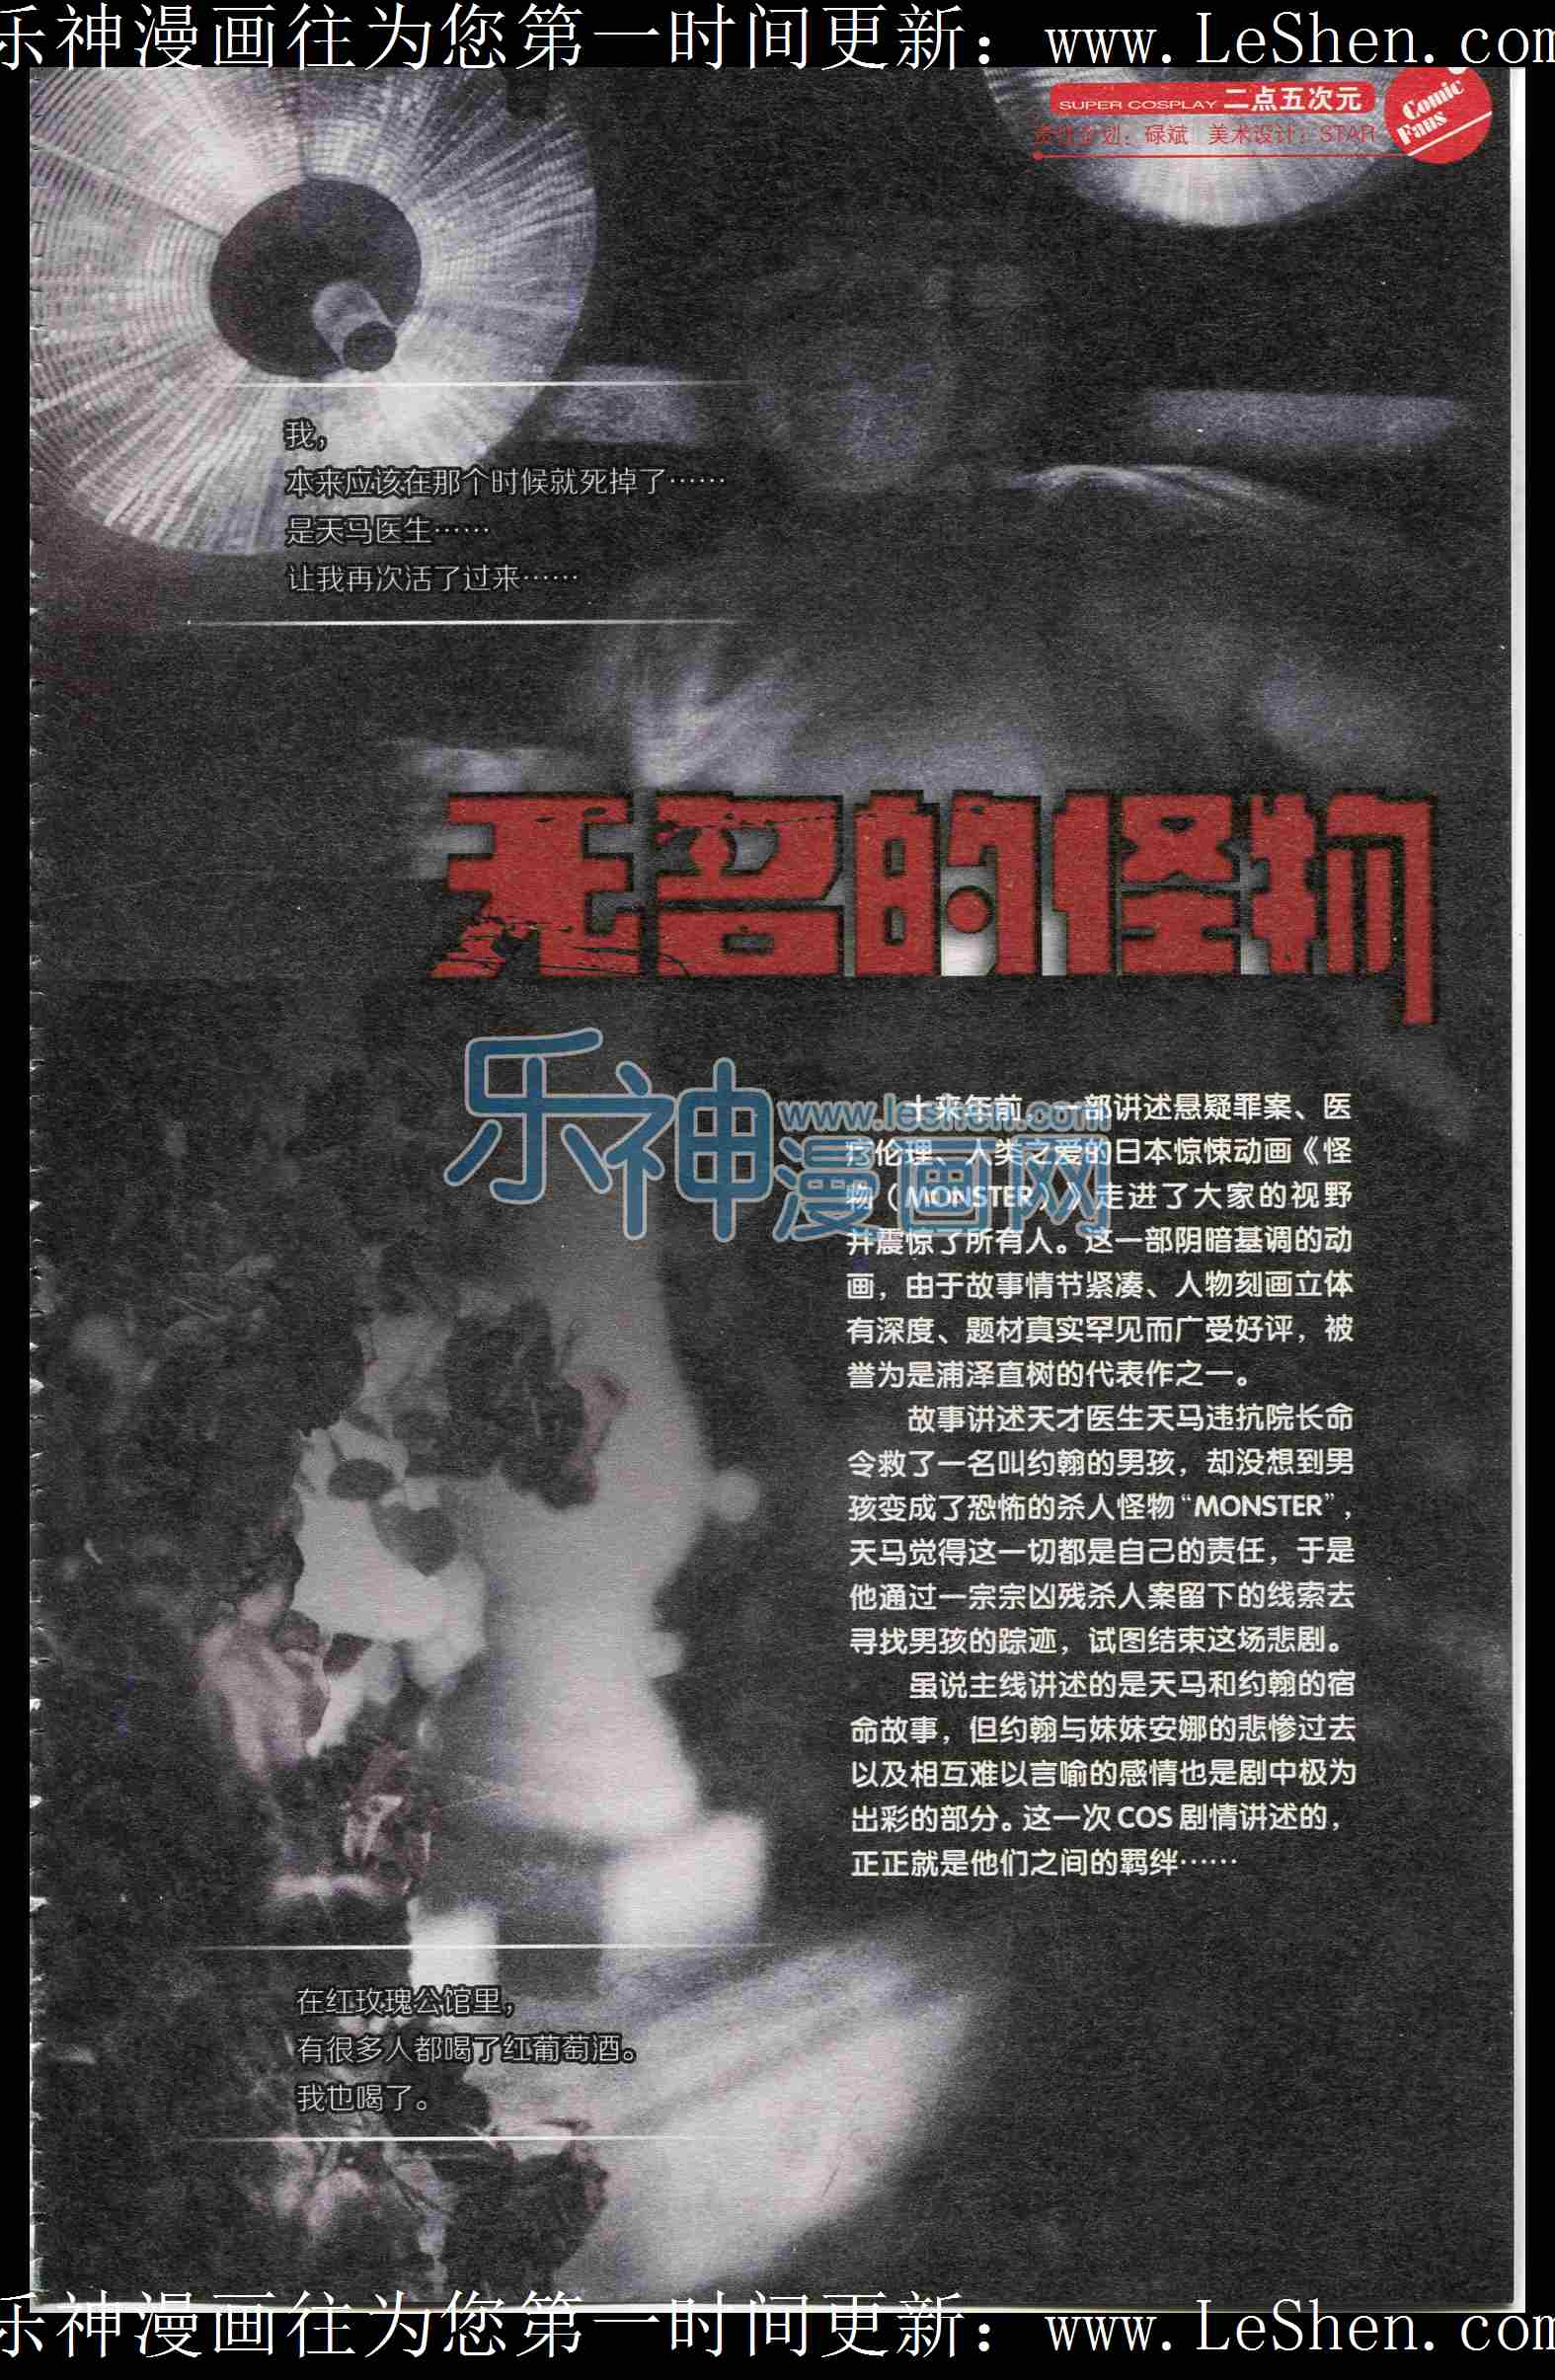 乐神漫画往为您第一时间更新：www.LeShen.com
SUPER COSPLAY 二点五次元
责任企划：碌斌 美术设计：STAR
Comic
Fans
我，
本来应该在那个时候就死掉了……
是天马医生……
让我再次活了过来……
无名的怪物
乐神漫画网
www.leshen.com
十来年前，一部讲述悬疑罪案、医
疗伦理、人类之爱的日本惊悚动画《怪
物（MONSTER）》走进了大家的视野
并震惊了所有人。这一部阴暗基调的动
画，由于故事情节紧凑、人物刻画立体
有深度、题材真实罕见而广受好评，被
誉为是浦泽直树的代表作之一。
故事讲述天才医生天马违抗院长命
令救了一名叫约翰的男孩，却没想到男
孩变成了恐怖的杀人怪物“MONSTER”，
天马觉得这一切都是自己的责任，于是
他通过一宗宗凶残杀人案留下的线索去
寻找男孩的踪迹，试图结束这场悲剧。
虽说主线讲述的是天马和约翰的宿
命故事，但约翰与妹妹安娜的悲惨过去
以及相互难以言喻的感情也是剧中极为
出彩的部分。这一次COS剧情讲述的，
正正就是他们之间的羁绊……
在红玫瑰公馆里，
有很多人都喝了红葡萄酒。
我也喝了。
乐神漫画往为您第一时间更新：www.LeShen.com